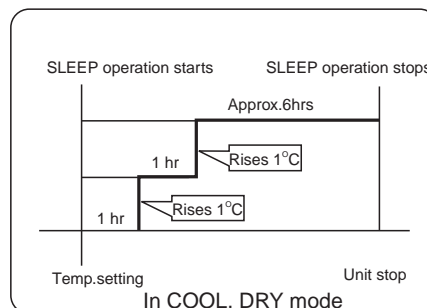 SLEEP operation starts
SLEEP operation stops
Approx.6hrs
1 hr
Rises 1°C
1 hr
Rises 1°C
Temp.setting
Unit stop
In COOL, DRY mode